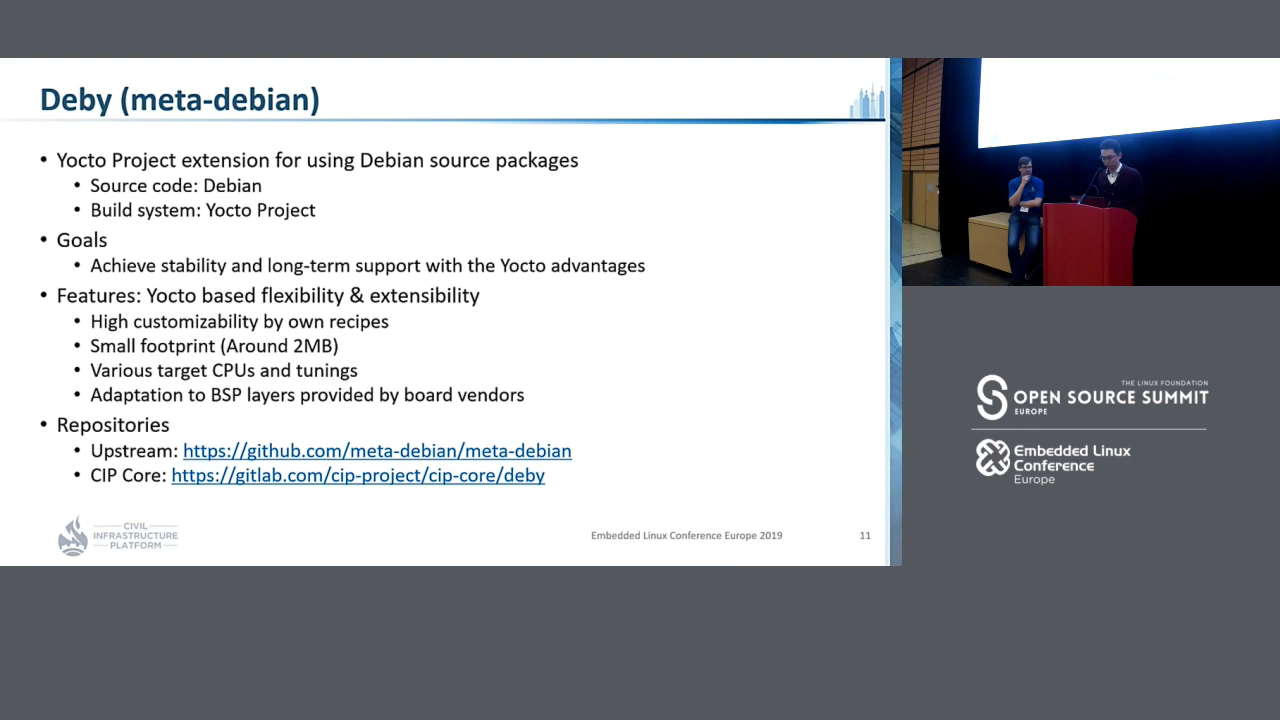 Deby (meta-debian)
• Yocto Project extension for using Debian source packages
• Source code: Debian
• Build system: Yocto Project
• Goals
• Achieve stability and long-term support with the Yocto advantages
• Features: Yocto based flexibility & extensibility
• High customizability by own recipes
• Small footprint (Around 2MB)
• Various target CPUs and tunings
• Adaptation to BSP layers provided by board vendors
• Repositories
• Upstream: https://github.com/meta-debian/meta-debian
• CIP Core: https://gitlab.com/cip-project/cip-core/deby
CIVIL
INFRASTRUCTURE
PLATFORM
Embedded Linux Conference Europe 2019
11
THE LINUX FOUNDATION
OPEN SOURCE SUMMIT
EUROPE
Embedded Linux
Conference
Europe